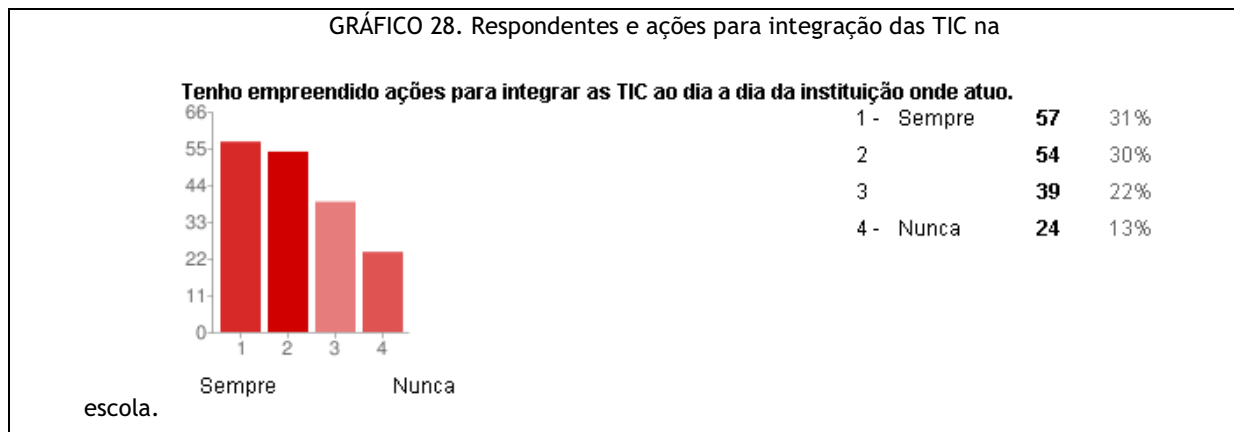 GRÁFICO 28. Respondentes e ações para integração das TIC na
Tenho empreendido ações para integrar as TIC ao dia a dia da instituição onde atuo.
66
55
44
33
22
11
0
1 2 3 4
Sempre Nunca
1 - Sempre 57 31%
2 54 30%
3 39 22%
4 - Nunca 24 13%
escola.